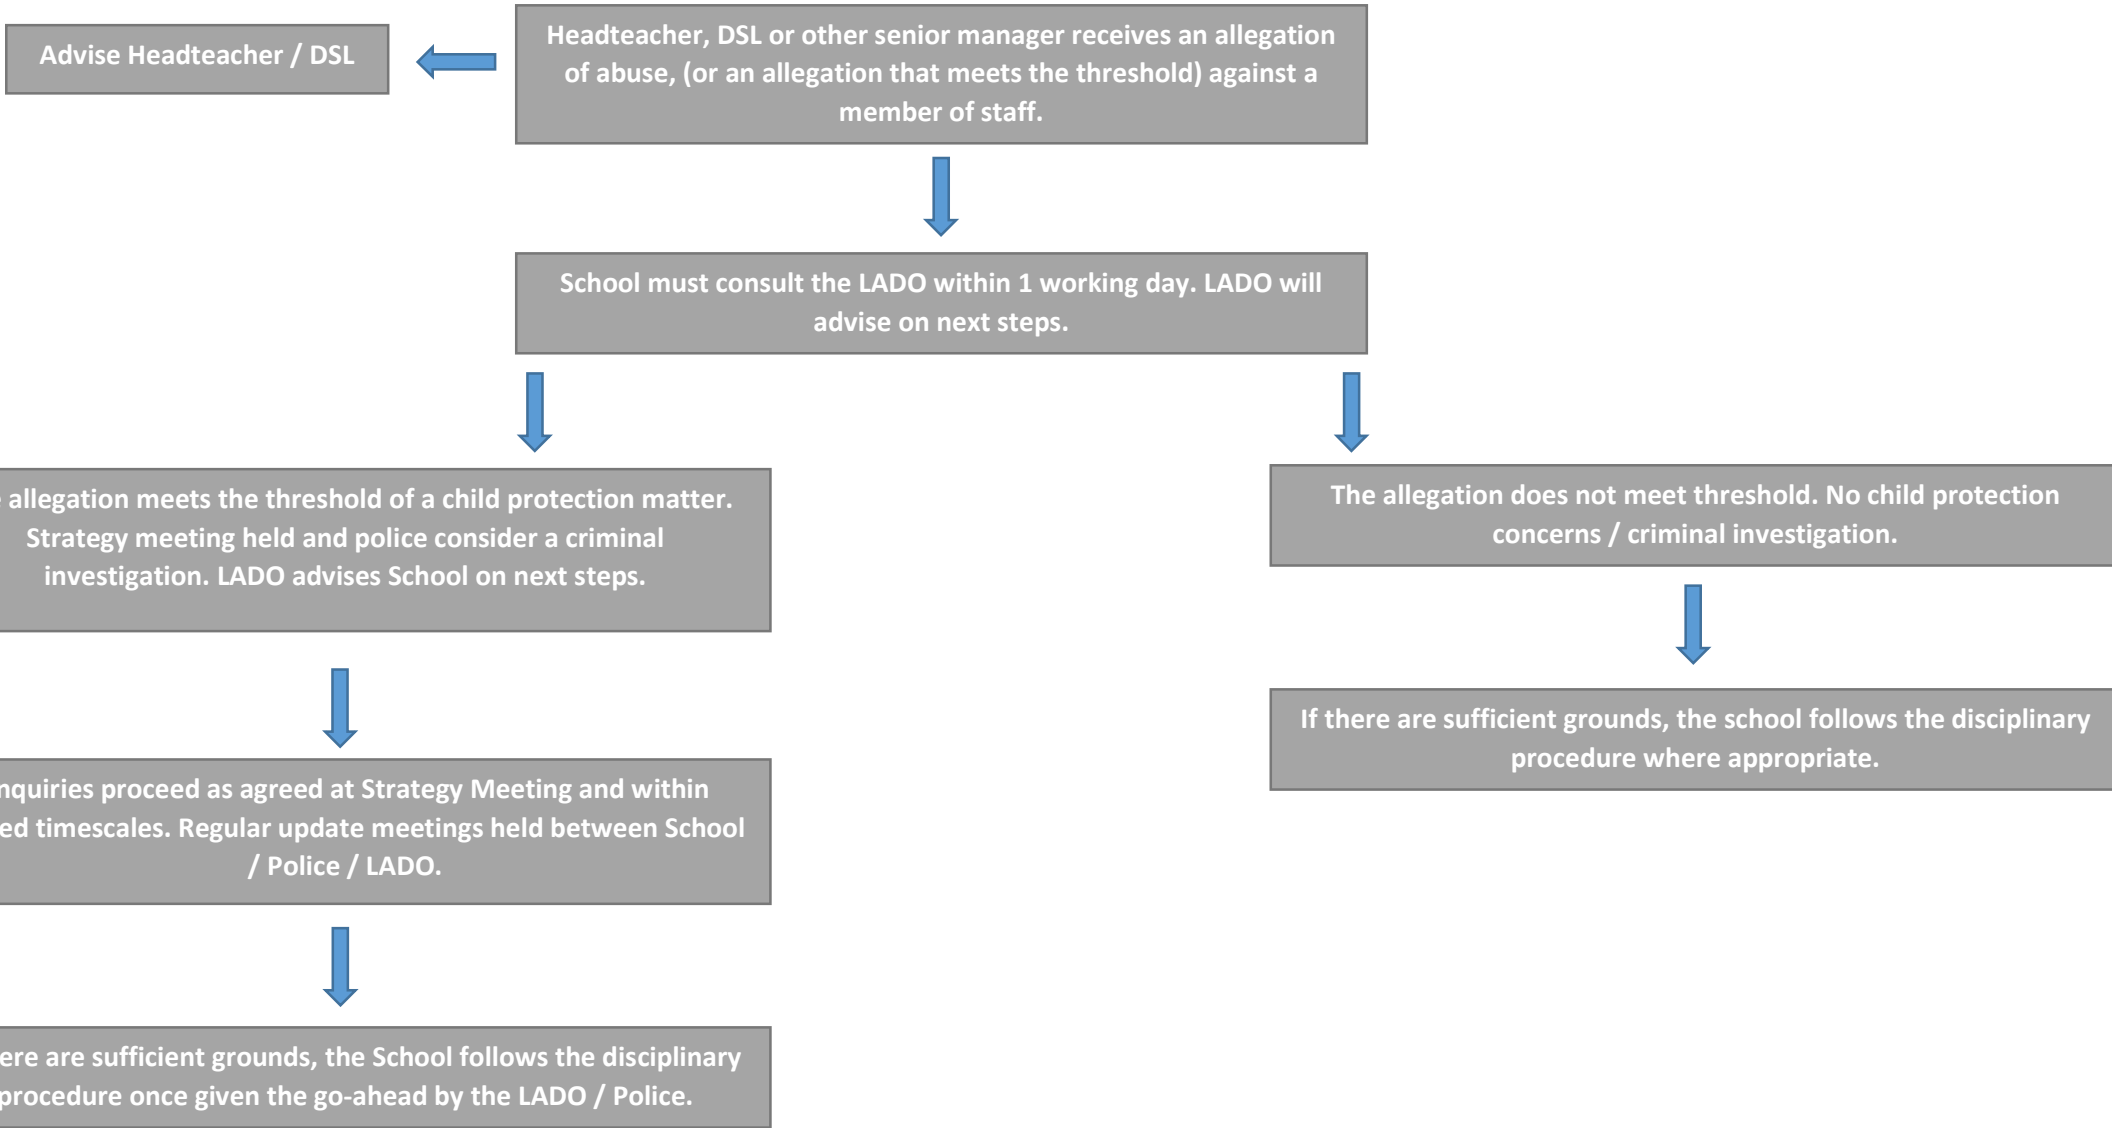 Advise Headteacher / DSL
Headteacher, DSL or other senior manager receives an allegation
of abuse, (or an allegation that meets the threshold) against a
member of staff.
School must consult the LADO within 1 working day. LADO will
advise on next steps.
allegation meets the threshold of a child protection matter.
Strategy meeting held and police consider a criminal
investigation. LADO advises School on next steps.
The allegation does not meet threshold. No child protection
concerns / criminal investigation.
If there are sufficient grounds, the school follows the disciplinary
procedure where appropriate.
nquiries proceed as agreed at Strategy Meeting and within
ed timescales. Regular update meetings held between School
/ Police / LADO.
ere are sufficient grounds, the School follows the disciplinary
procedure once given the go-ahead by the LADO / Police.